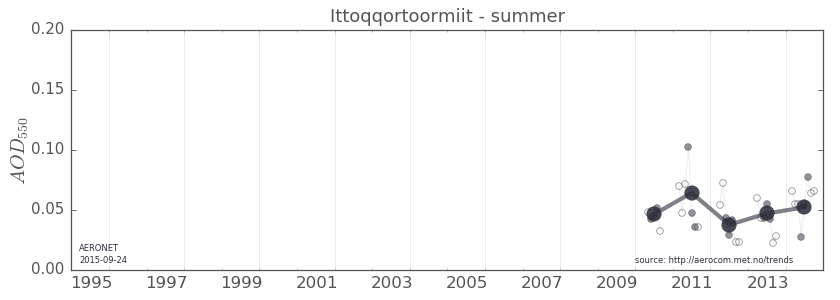 Ittoqqortoormiit - summer
0.20
0.15
0.10
0.05
0.00
AOD550
AERONET
2015-09-24
source: http://aerocom.met.no/trends
1995 1997 1999 2001 2003 2005 2007 2009 2011 2013